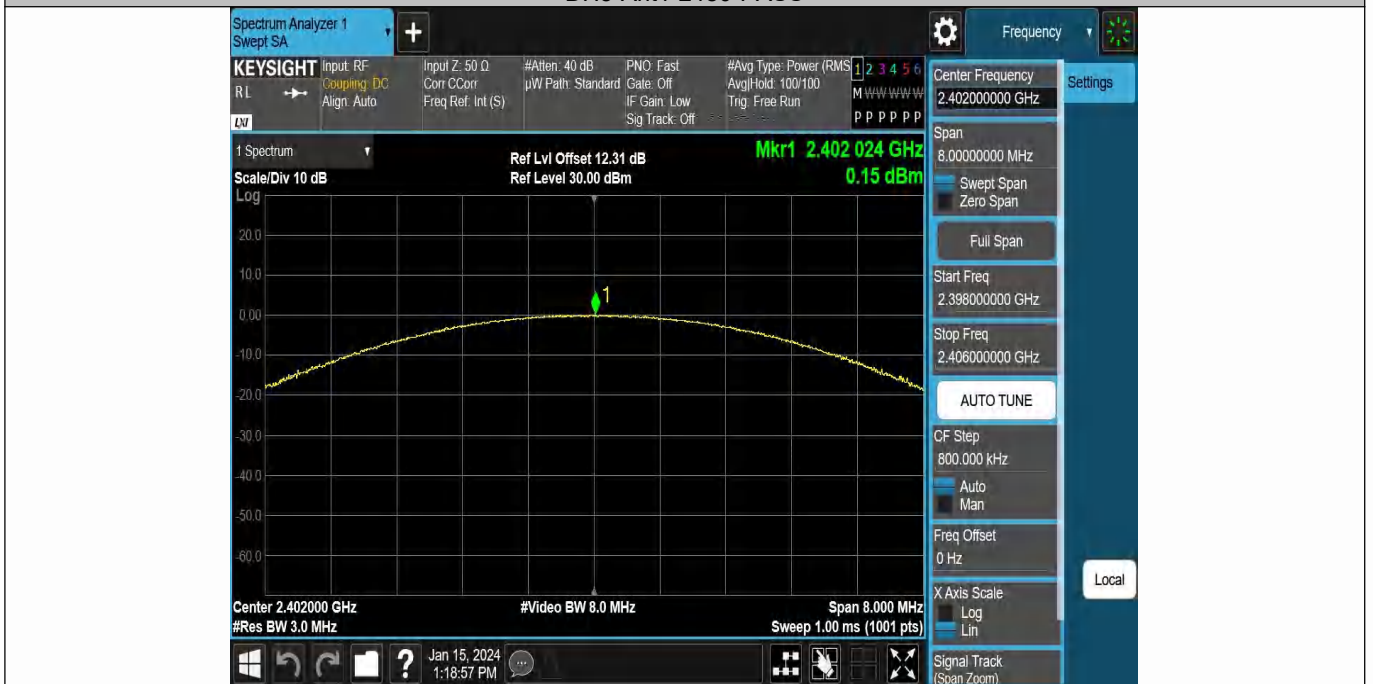 Spectrum Analyzer 1
Swept SA
+
Frequency
KEYSIGHT
RL
LXI
Input: RF
Coupling: DC
Align: Auto
Input Z: 50 Ω
Corr CCorr
Freq Ref: Int (S)
#Atten: 40 dB
µW Path: Standard
PNO: Fast
Gate: Off
IF Gain: Low
Sig Track: Off
#Avg Type: Power (RMS
Avg|Hold: 100/100
Trig: Free Run
1 2 3 4 5 6
M W W W W W
P P P P P P
1 Spectrum
Scale/Div 10 dB
Ref Lvl Offset 12.31 dB
Ref Level 30.00 dBm
Mkr1 2.402 024 GHz
0.15 dBm
Log
20.0
10.0
0.00
-10.0
-20.0
-30.0
-40.0
-50.0
-60.0
1
Center 2.402000 GHz
#Res BW 3.0 MHz
#Video BW 8.0 MHz
Span 8.000 MHz
Sweep 1.00 ms (1001 pts)
Center Frequency
2.402000000 GHz
Settings
Span
8.00000000 MHz
Swept Span
Zero Span
Full Span
Start Freq
2.398000000 GHz
Stop Freq
2.406000000 GHz
AUTO TUNE
CF Step
800.000 kHz
Auto
Man
Freq Offset
0 Hz
X Axis Scale
Log
Lin
Local
Signal Track
(Span Zoom)
?
Jan 15, 2024
1:18:57 PM